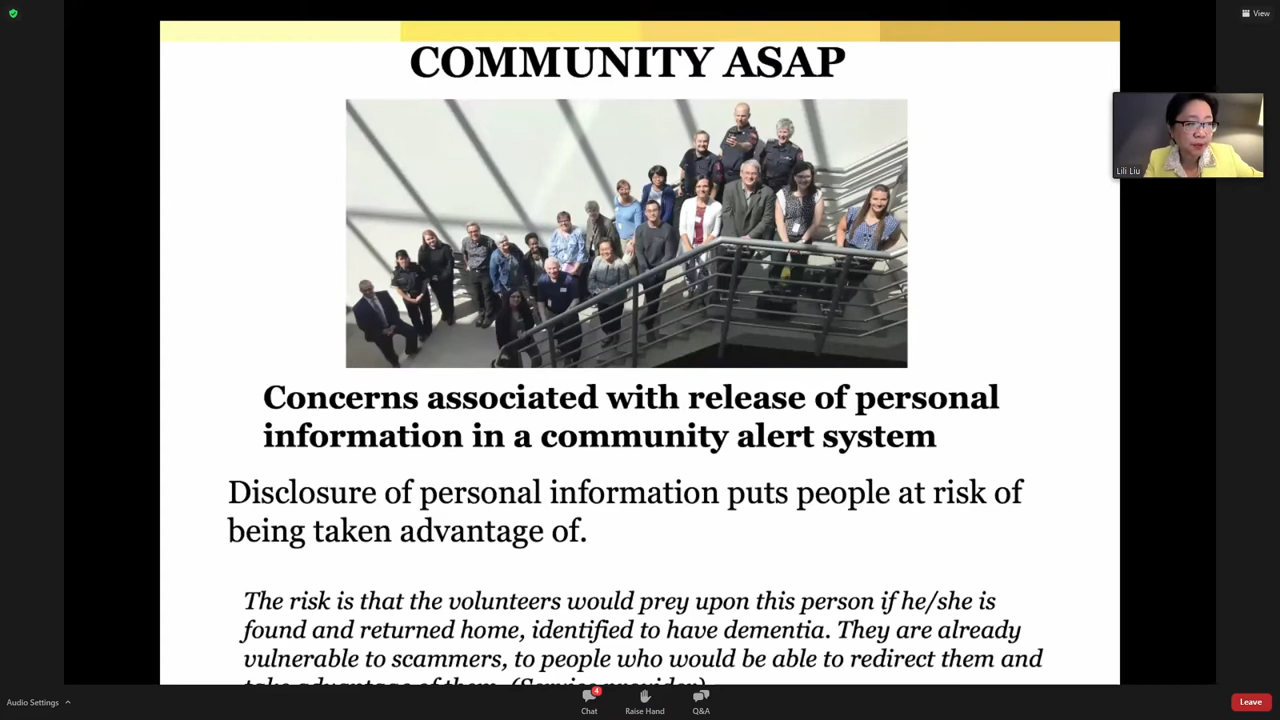 View
COMMUNITY ASAP
Lili Liu
Concerns associated with release of personal
information in a community alert system
Disclosure of personal information puts people at risk of
being taken advantage of.
The risk is that the volunteers would prey upon this person if he/she is
found and returned home, identified to have dementia. They are already
vulnerable to scammers, to people who would be able to redirect them and
take advantage of them. (Service provider)
Audio Settings
4
Chat
Raise Hand
Q&A
Leave